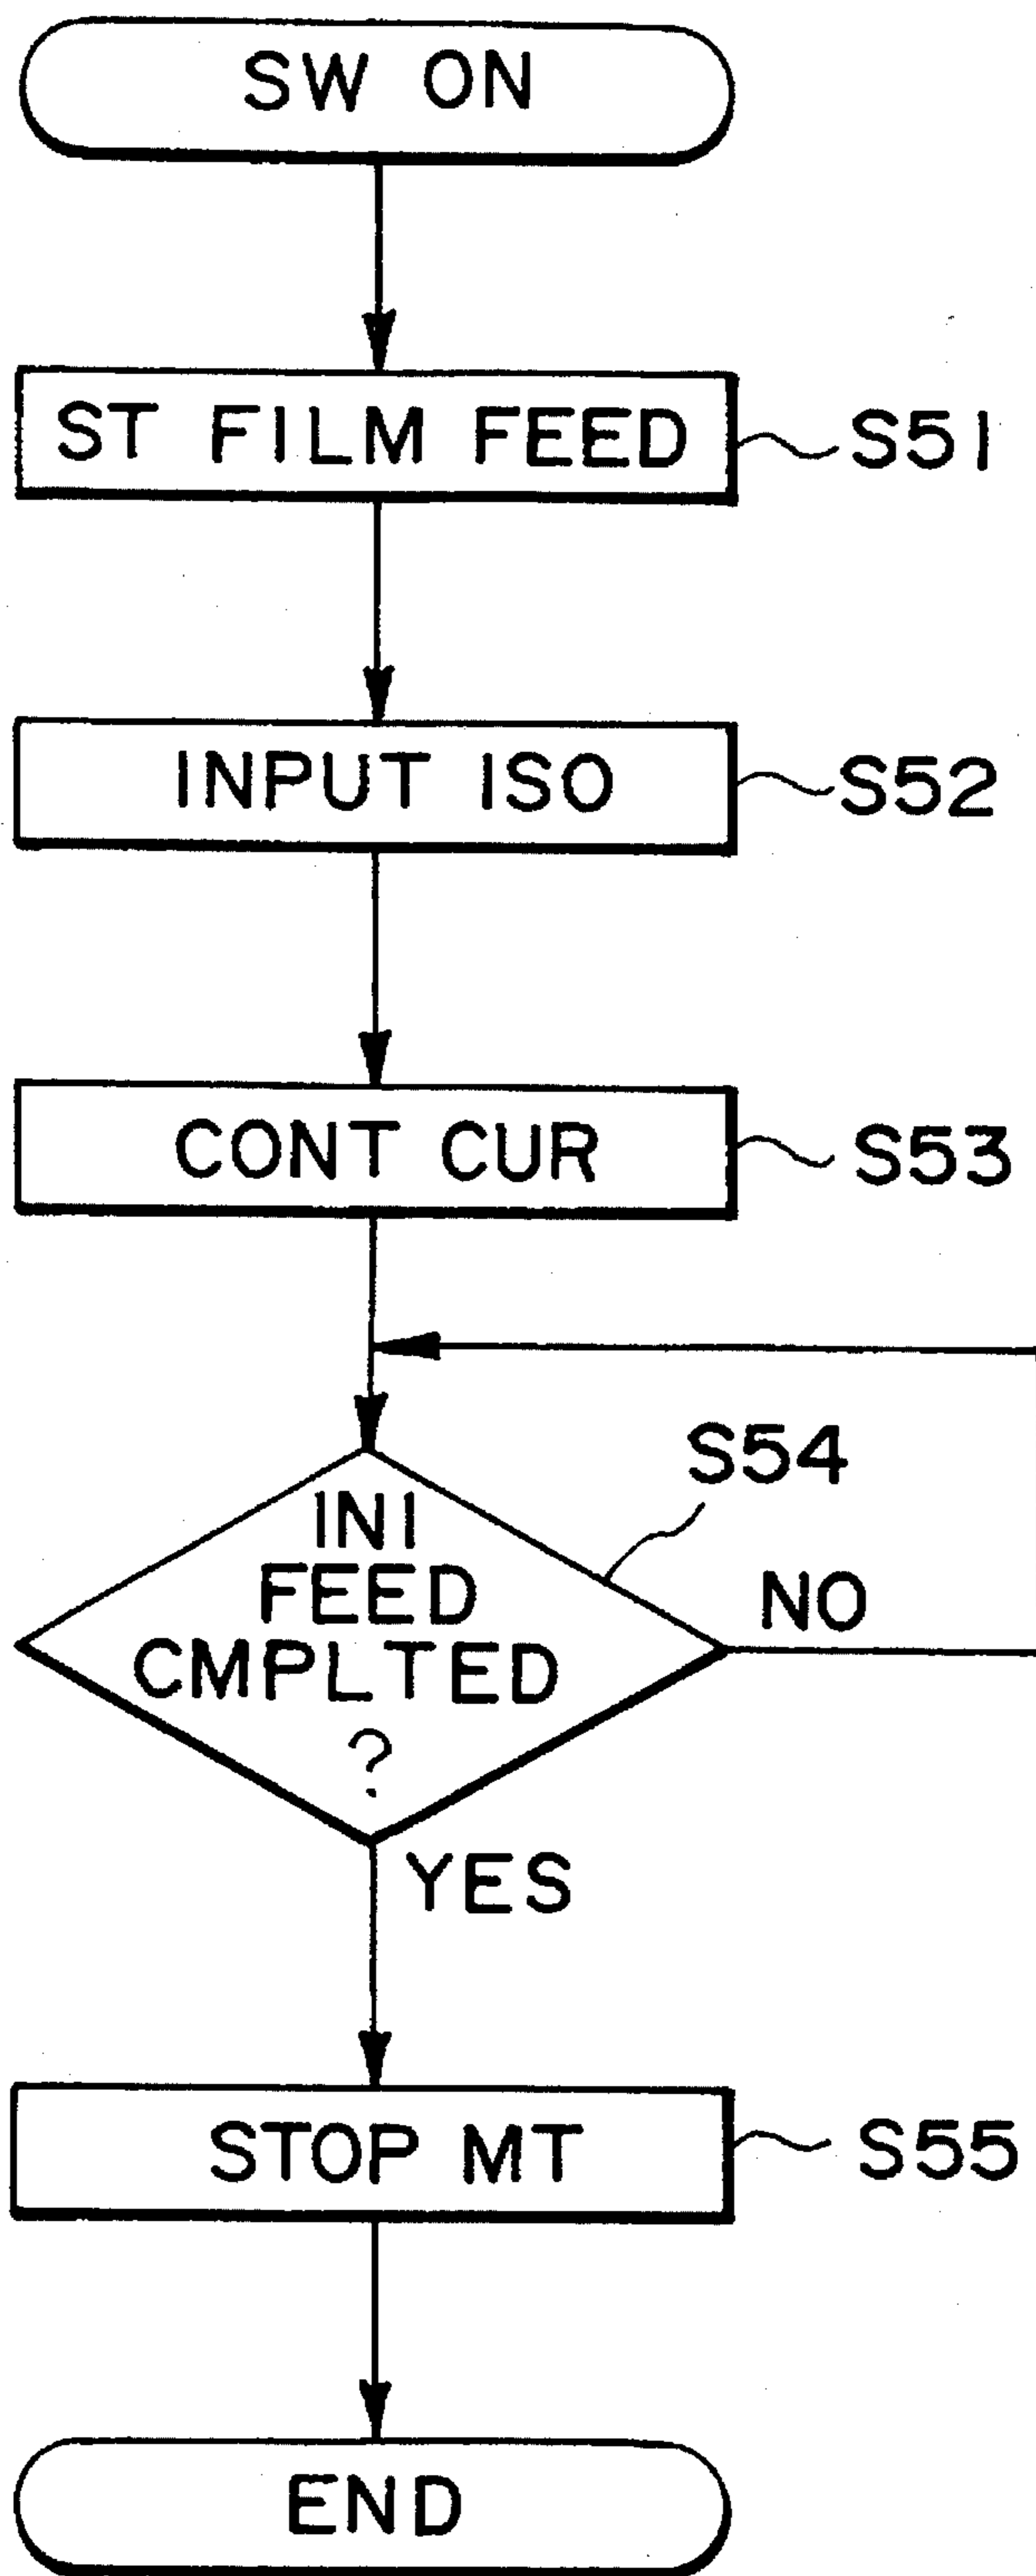 SW ON
ST FILM FEED
S51
INPUT ISO
S52
CONT CUR
S53
S54
INI
FEED
CMPLTED
?
NO
YES
STOP MT
S55
END